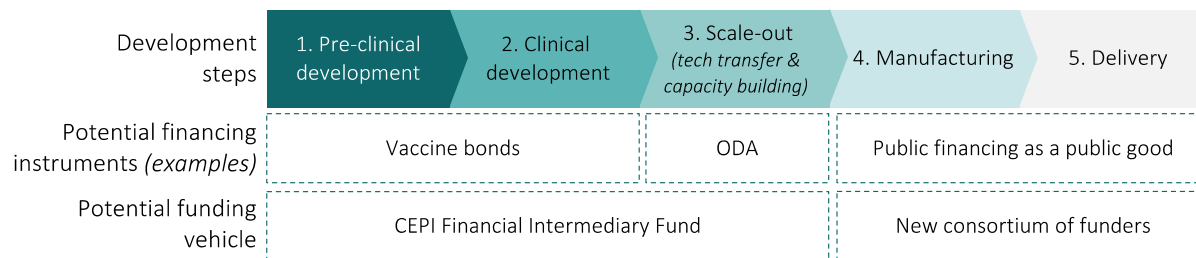 Development
steps
1. Pre-clinical
development
2. Clinical
development
3. Scale-out
(tech transfer &
capacity building)
4. Manufacturing
5. Delivery
Potential financing
instruments (examples)
Vaccine bonds
ODA
Public financing as a public good
Potential funding
vehicle
CEPI Financial Intermediary Fund
New consortium of funders